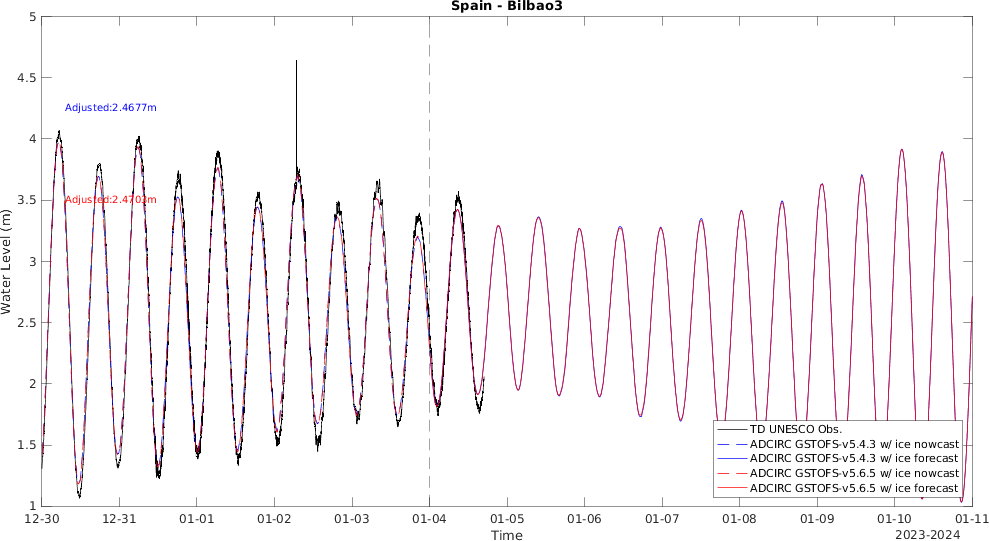 Spain - Bilbao3
5
4.5
4
3.5
3
2.5
2
1.5
1
Water Level (m)
Adjusted:2.4677m
Adjusted:2.4703m
TD UNESCO Obs.
ADCIRC GSTOFS-v5.4.3 w/ ice nowcast
ADCIRC GSTOFS-v5.4.3 w/ ice forecast
ADCIRC GSTOFS-v5.6.5 w/ ice nowcast
ADCIRC GSTOFS-v5.6.5 w/ ice forecast
12-30 12-31 01-01 01-02 01-03 01-04 01-05 01-06 01-07 01-08 01-09 01-10 01-11
Time
2023-2024